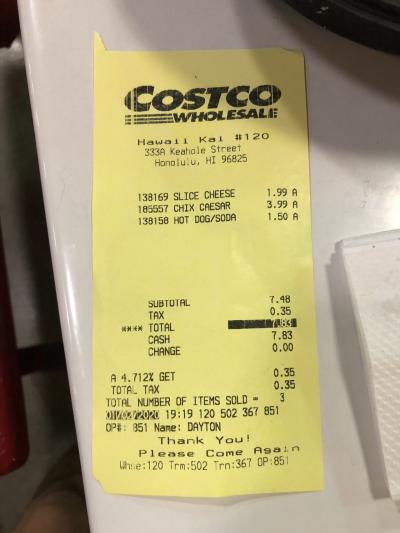 COSTCO
WHOLESALE
Hawaii Kai #120
333A Keahole Street
Honolulu, HI 96825
138169 SLICE CHEESE 1.99 A
185557 CHIX CAESAR 3.99 A
138158 HOT DOG/SODA 1.50 A
SUBTOTAL 7.48
TAX 0.35
**** TOTAL 7.83
CASH 7.83
CHANGE 0.00
A 4.712% GET 0.35
TOTAL TAX 0.35
TOTAL NUMBER OF ITEMS SOLD = 3
01/02/2020 19:19 120 502 367 851
OP#: 851 Name: DAYTON
Thank You!
Please Come Again
Whse:120 Trm:502 Trn:367 OP:851